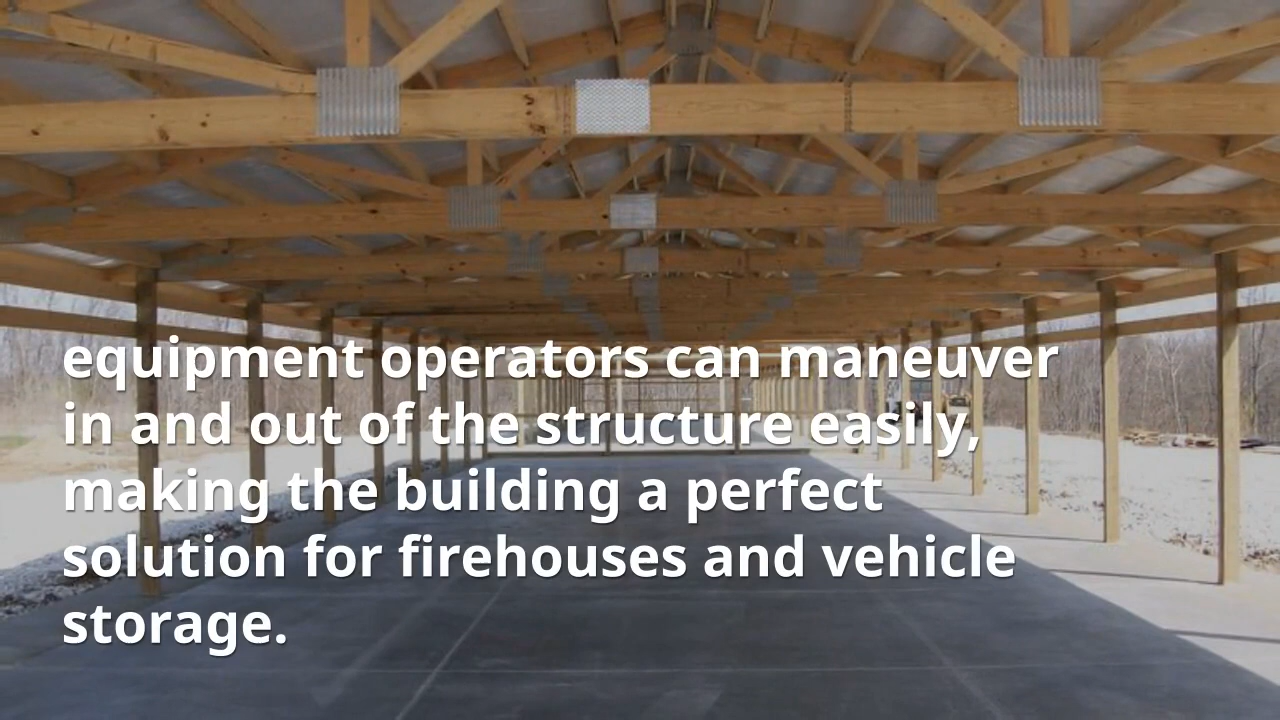 equipment operators can maneuver
in and out of the structure easily,
making the building a perfect
solution for firehouses and vehicle
storage.